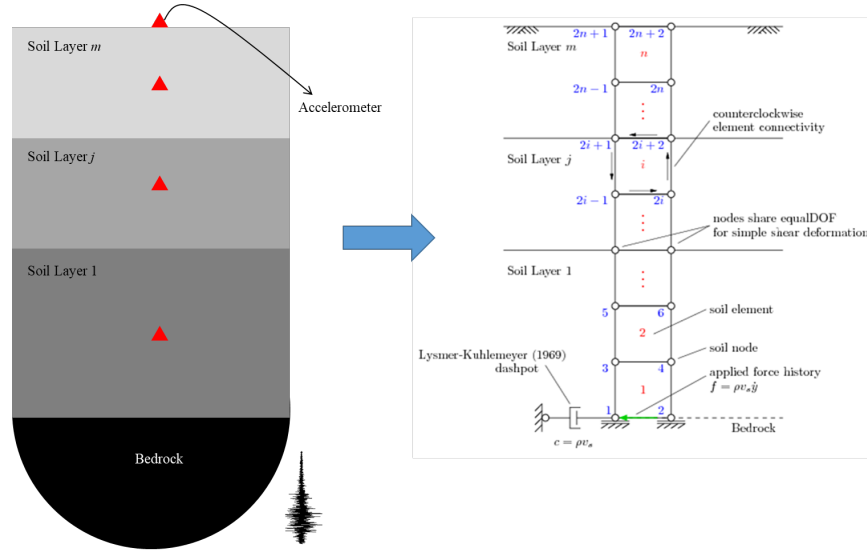 Soil Layer m
Accelerometer
Soil Layer j
Soil Layer 1
Bedrock
2n + 1
2n + 2
Soil Layer m
n
2n − 1
2n
counterclockwise
element connectivity
2i + 1
2i + 2
Soil Layer j
i
2i − 1
2i
nodes share equalDOF
for simple shear deformation
Soil Layer 1
5
6
soil element
2
Lysmer-Kuhlemeyer (1969)
dashpot
3
4
soil node
applied force history
f = ρvₛẏ
1
1
2
Bedrock
c = ρvₛ